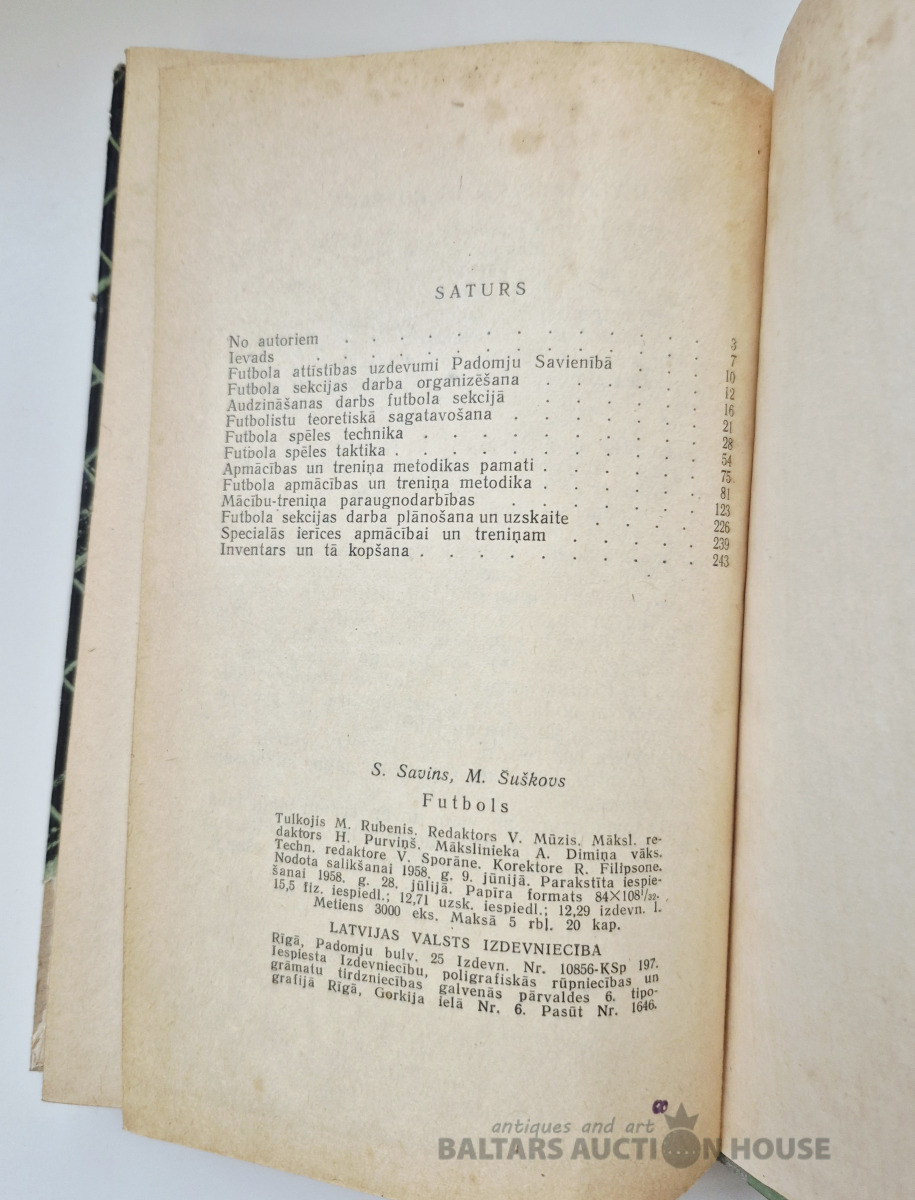 SATURS
No autoriem . . . . . . . . . . . . . 3
Ievads . . . . . . . . . . . . . 7
Futbola attīstības uzdevumi Padomju Savienībā . . . . 10
Futbola sekcijas darba organizēšana . . . . . . 12
Audzināšanas darbs futbola sekcijā . . . . . . 16
Futbolistu teoretiskā sagatavošana . . . . . . . 21
Futbola spēles technika . . . . . . . . . . 28
Futbola spēles taktika . . . . . . . . . . . 54
Apmācības un treniņa metodikas pamati . . . . . . 75
Futbola apmācības un treniņa metodika . . . . . . 81
Mācību-treniņa paraugnodarbības . . . . . . . 123
Futbola sekcijas darba plānošana un uzskaite . . . . 226
Specialās ierīces apmācībai un treniņam . . . . . 239
Inventars un tā kopšana . . . . . . . . . . 243
S. Savins, M. Šuškovs
Futbols
Tulkojis M. Rubenis. Redaktors V. Mūzis. Māksl. re-
daktors H. Purviņš. Mākslinieka A. Dimiņa vāks.
Techn. redaktore V. Sporāne. Korektore R. Filipsone.
Nodota salikšanai 1958. g. 9. jūnijā. Parakstīta iespie-
šanai 1958. g. 28. jūlijā. Papīra formats 84×108¹/₃₂.
15,5 fiz. iespiedl.; 12,71 uzsk. iespiedl.; 12,29 izdevn. l.
Metiens 3000 eks. Maksā 5 rbļ. 20 kap.
LATVIJAS VALSTS IZDEVNIECĪBA
Rīgā, Padomju bulv. 25 Izdevn. Nr. 10856-KSp 197.
Iespiesta Izdevniecību, poligrafiskās rūpniecības un
grāmatu tirdzniecības galvenās pārvaldes 6. tipo-
grafijā Rīgā, Gorkija ielā Nr. 6. Pasūt Nr. 1646.
8
antiques and art
BALTARS AUCTION HOUSE